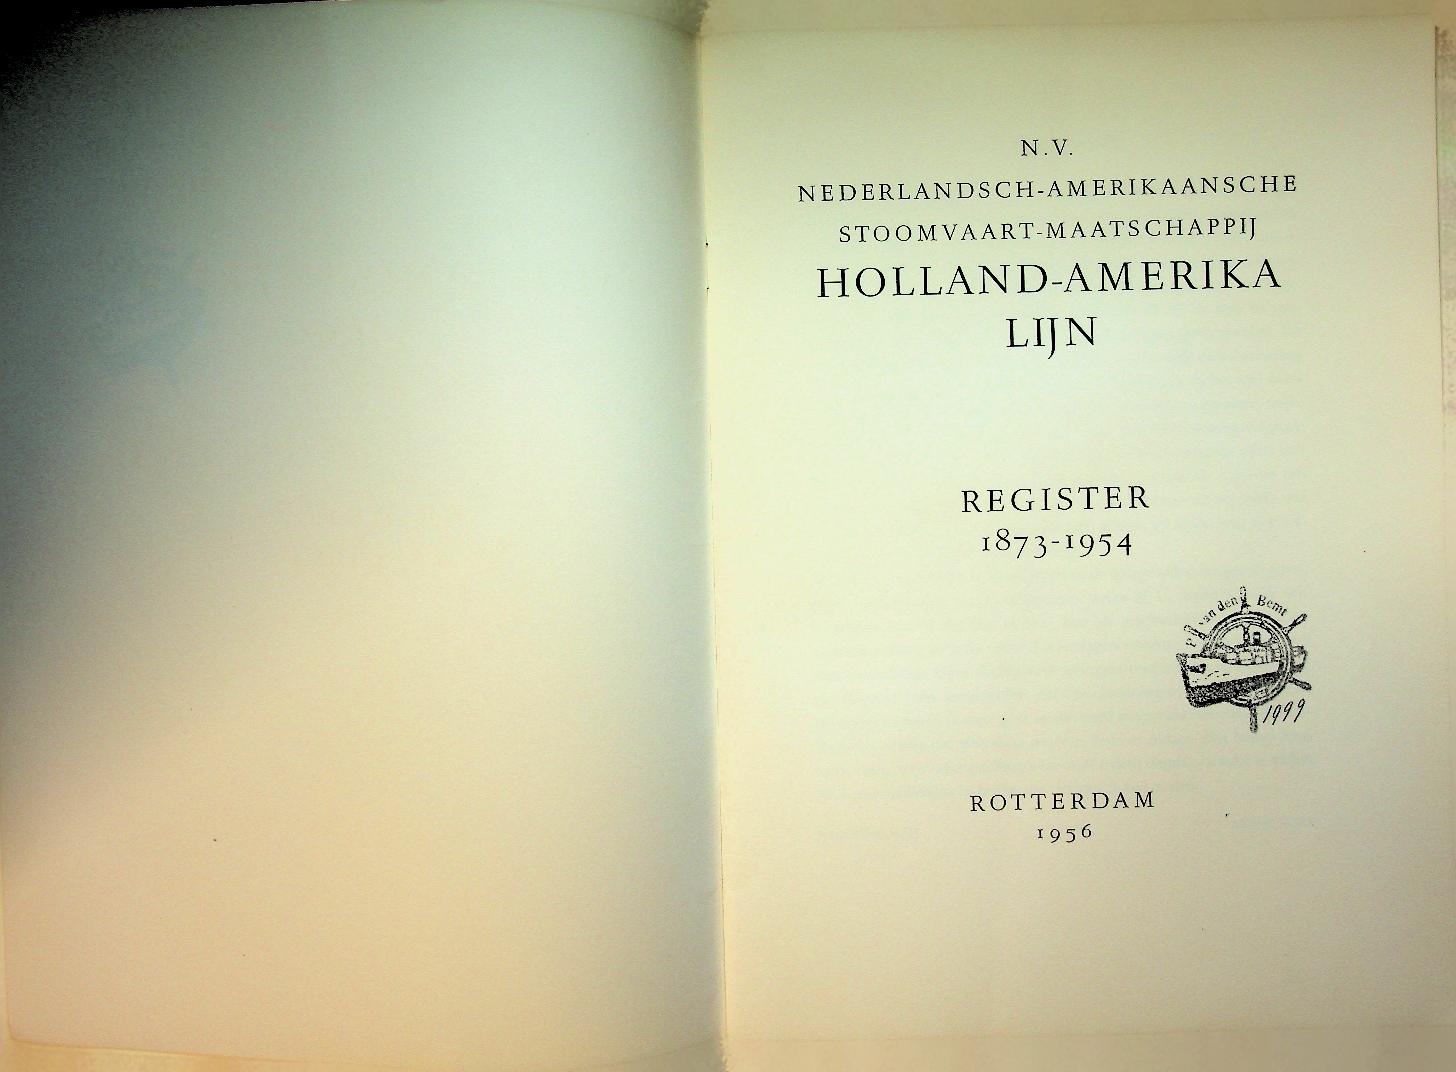 N.V.
NEDERLANDSCH-AMERIKAANSCHE
STOOMVAART-MAATSCHAPPIJ
HOLLAND-AMERIKA
LIJN
REGISTER
1873-1954
P. van den Bemt
1999
ROTTERDAM
1956